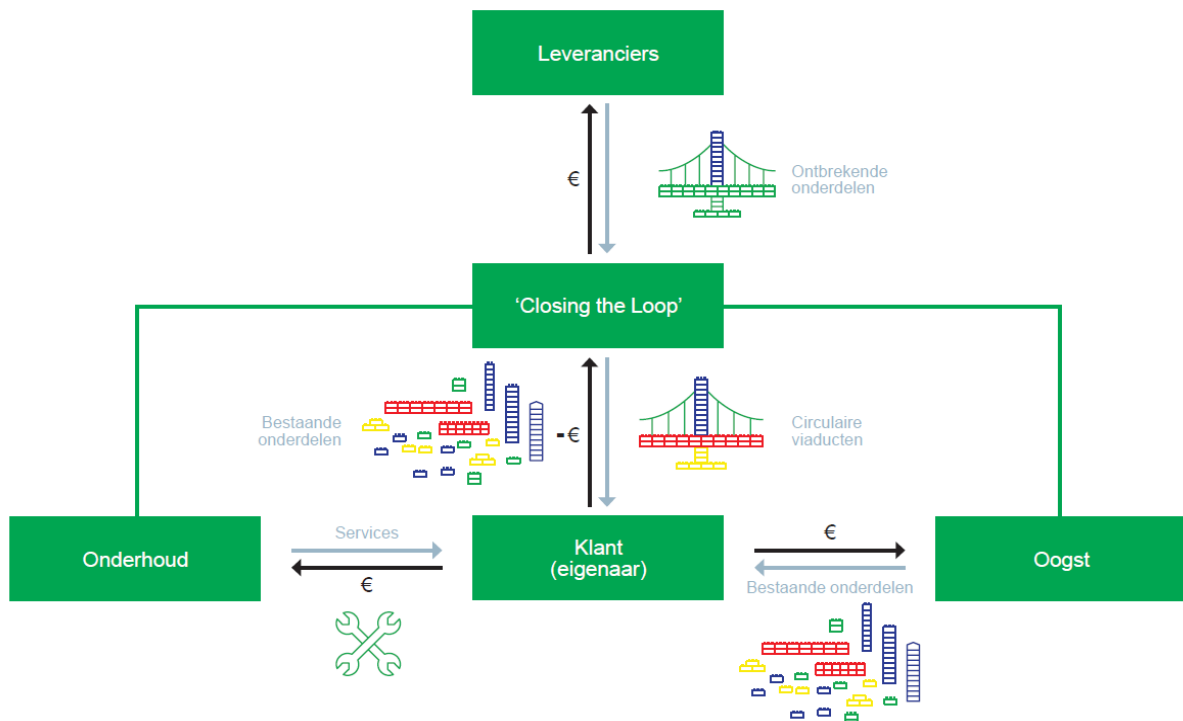 Leveranciers
€
Ontbrekende
onderdelen
‘Closing the Loop’
Bestaande
onderdelen
- €
Circulaire
viaducten
Onderhoud
Services
€
Klant
(eigenaar)
€
Bestaande onderdelen
Oogst